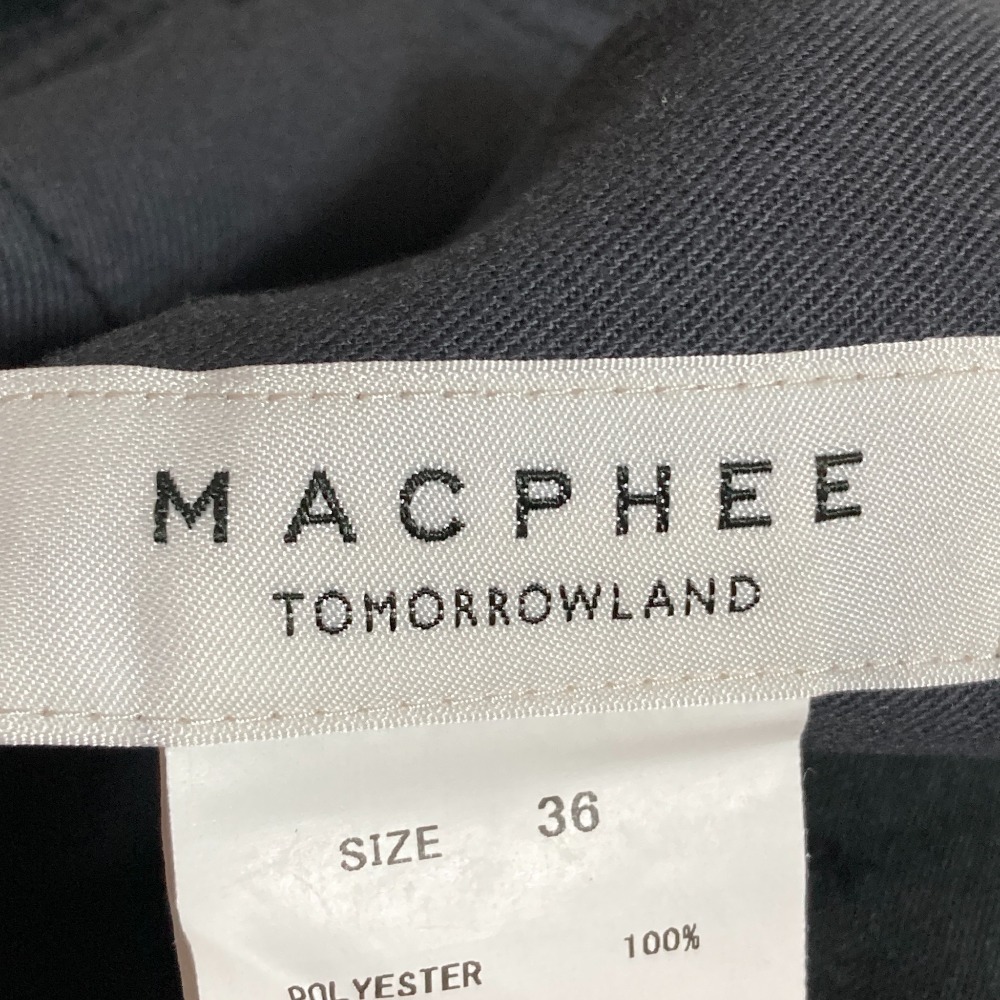 MACPHEE
TOMORROWLAND
SIZE 36
POLYESTER 100%